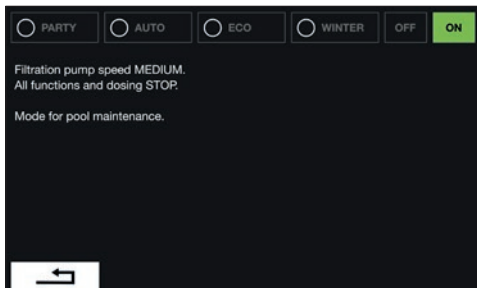 PARTY AUTO ECO WINTER OFF ON
Filtration pump speed MEDIUM.
All functions and dosing STOP.
Mode for pool maintenance.